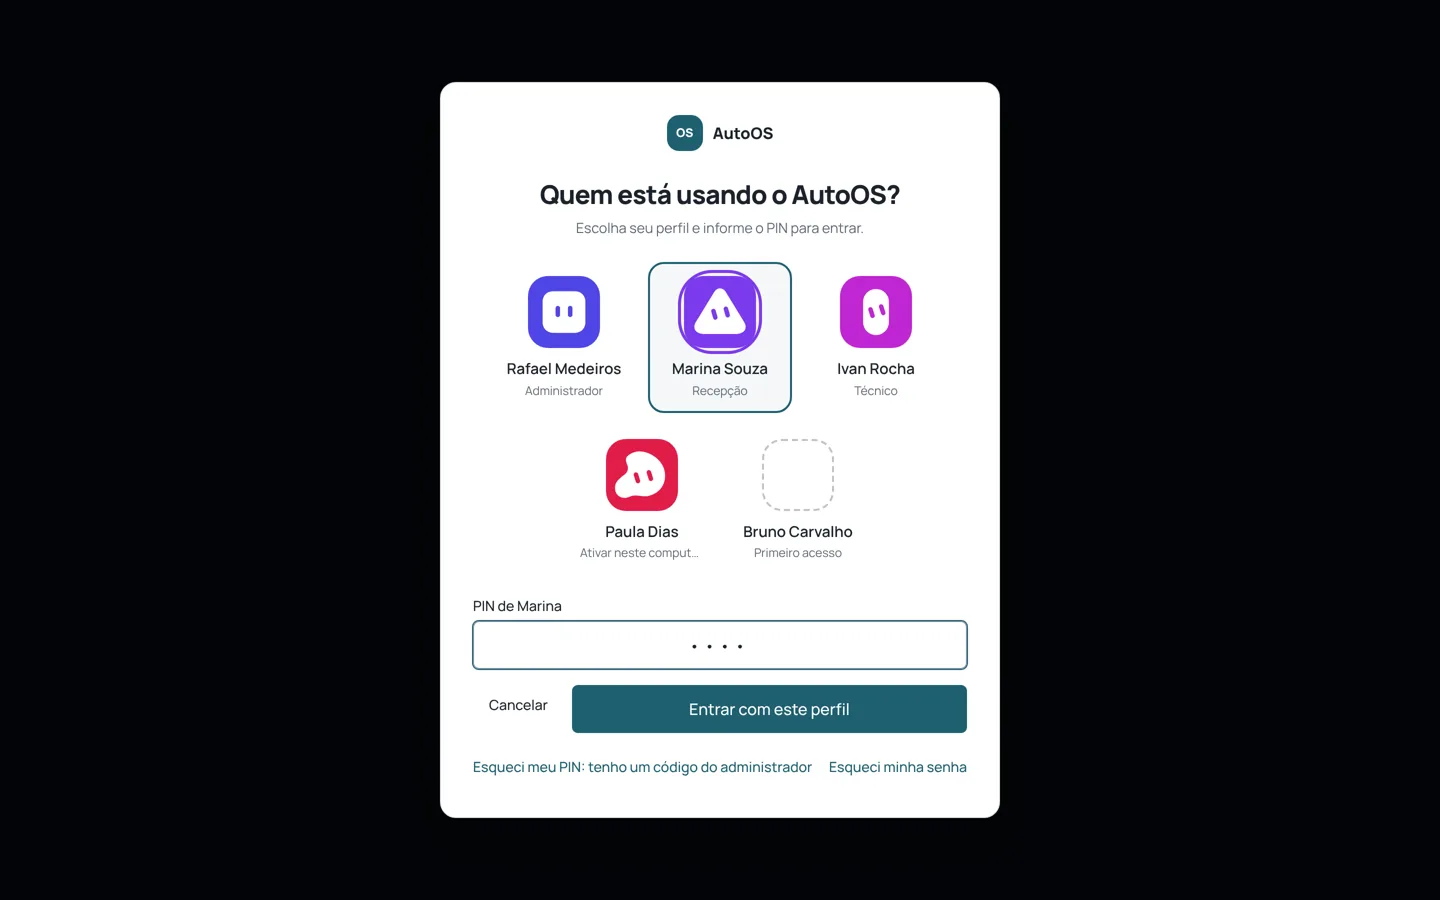 OS AutoOS
Quem está usando o AutoOS?
Escolha seu perfil e informe o PIN para entrar.
Rafael Medeiros
Administrador
Marina Souza
Recepção
Ivan Rocha
Técnico
Paula Dias
Ativar neste comput...
Bruno Carvalho
Primeiro acesso
PIN de Marina
Cancelar
Entrar com este perfil
Esqueci meu PIN: tenho um código do administrador
Esqueci minha senha